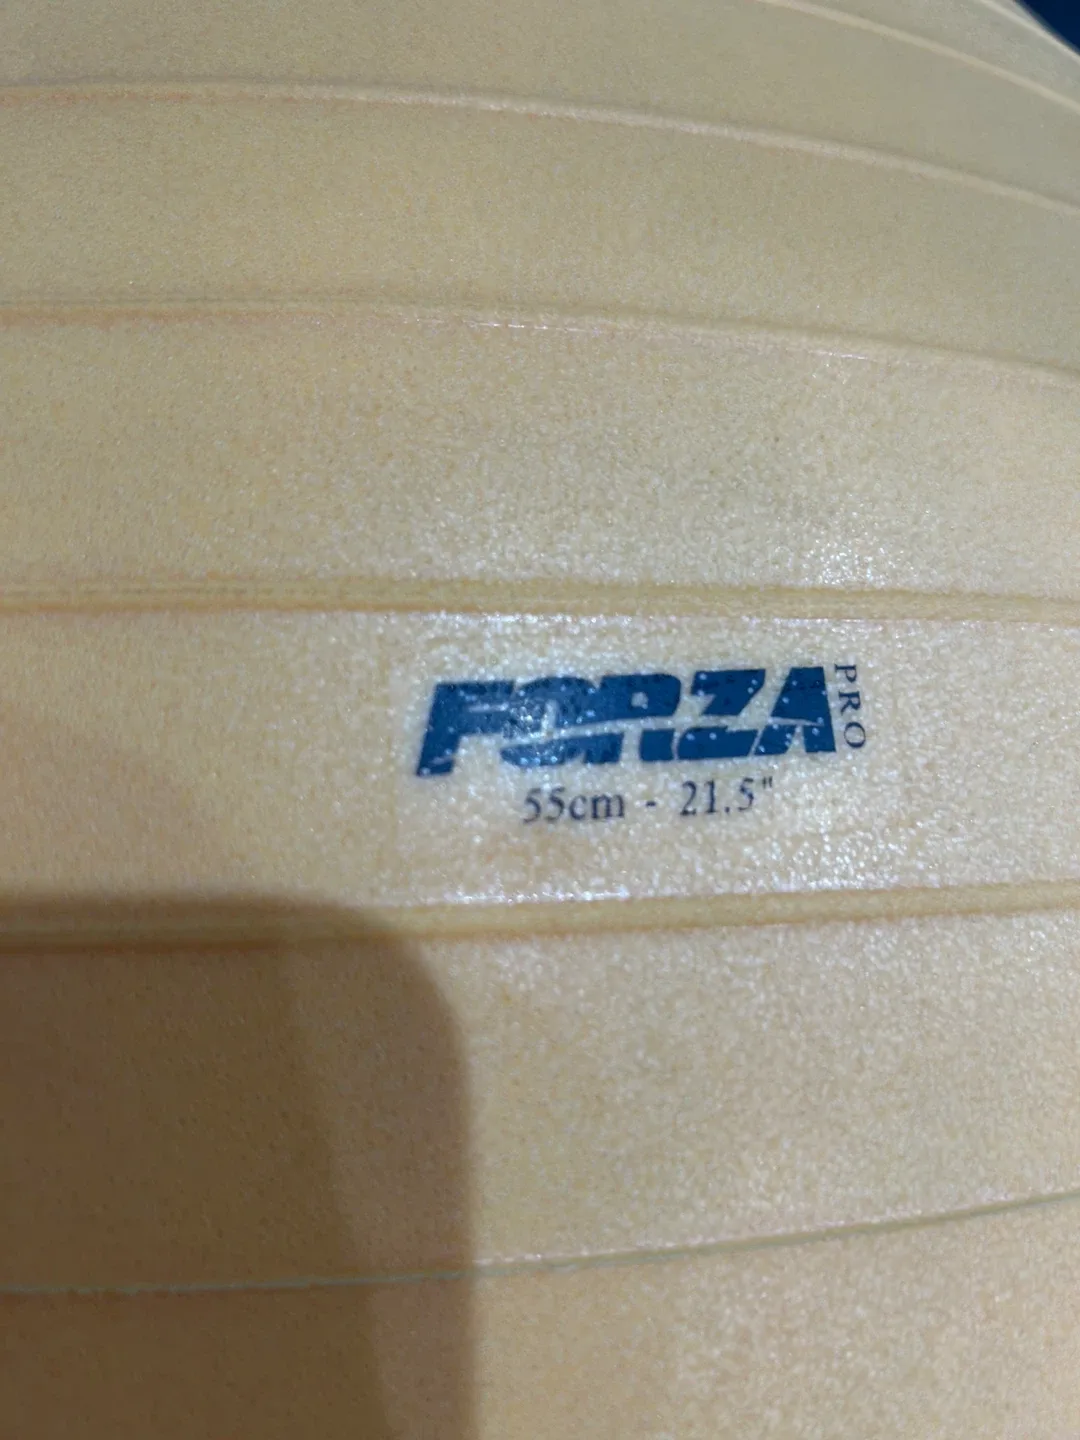 FORZA PRO
55cm - 21.5"